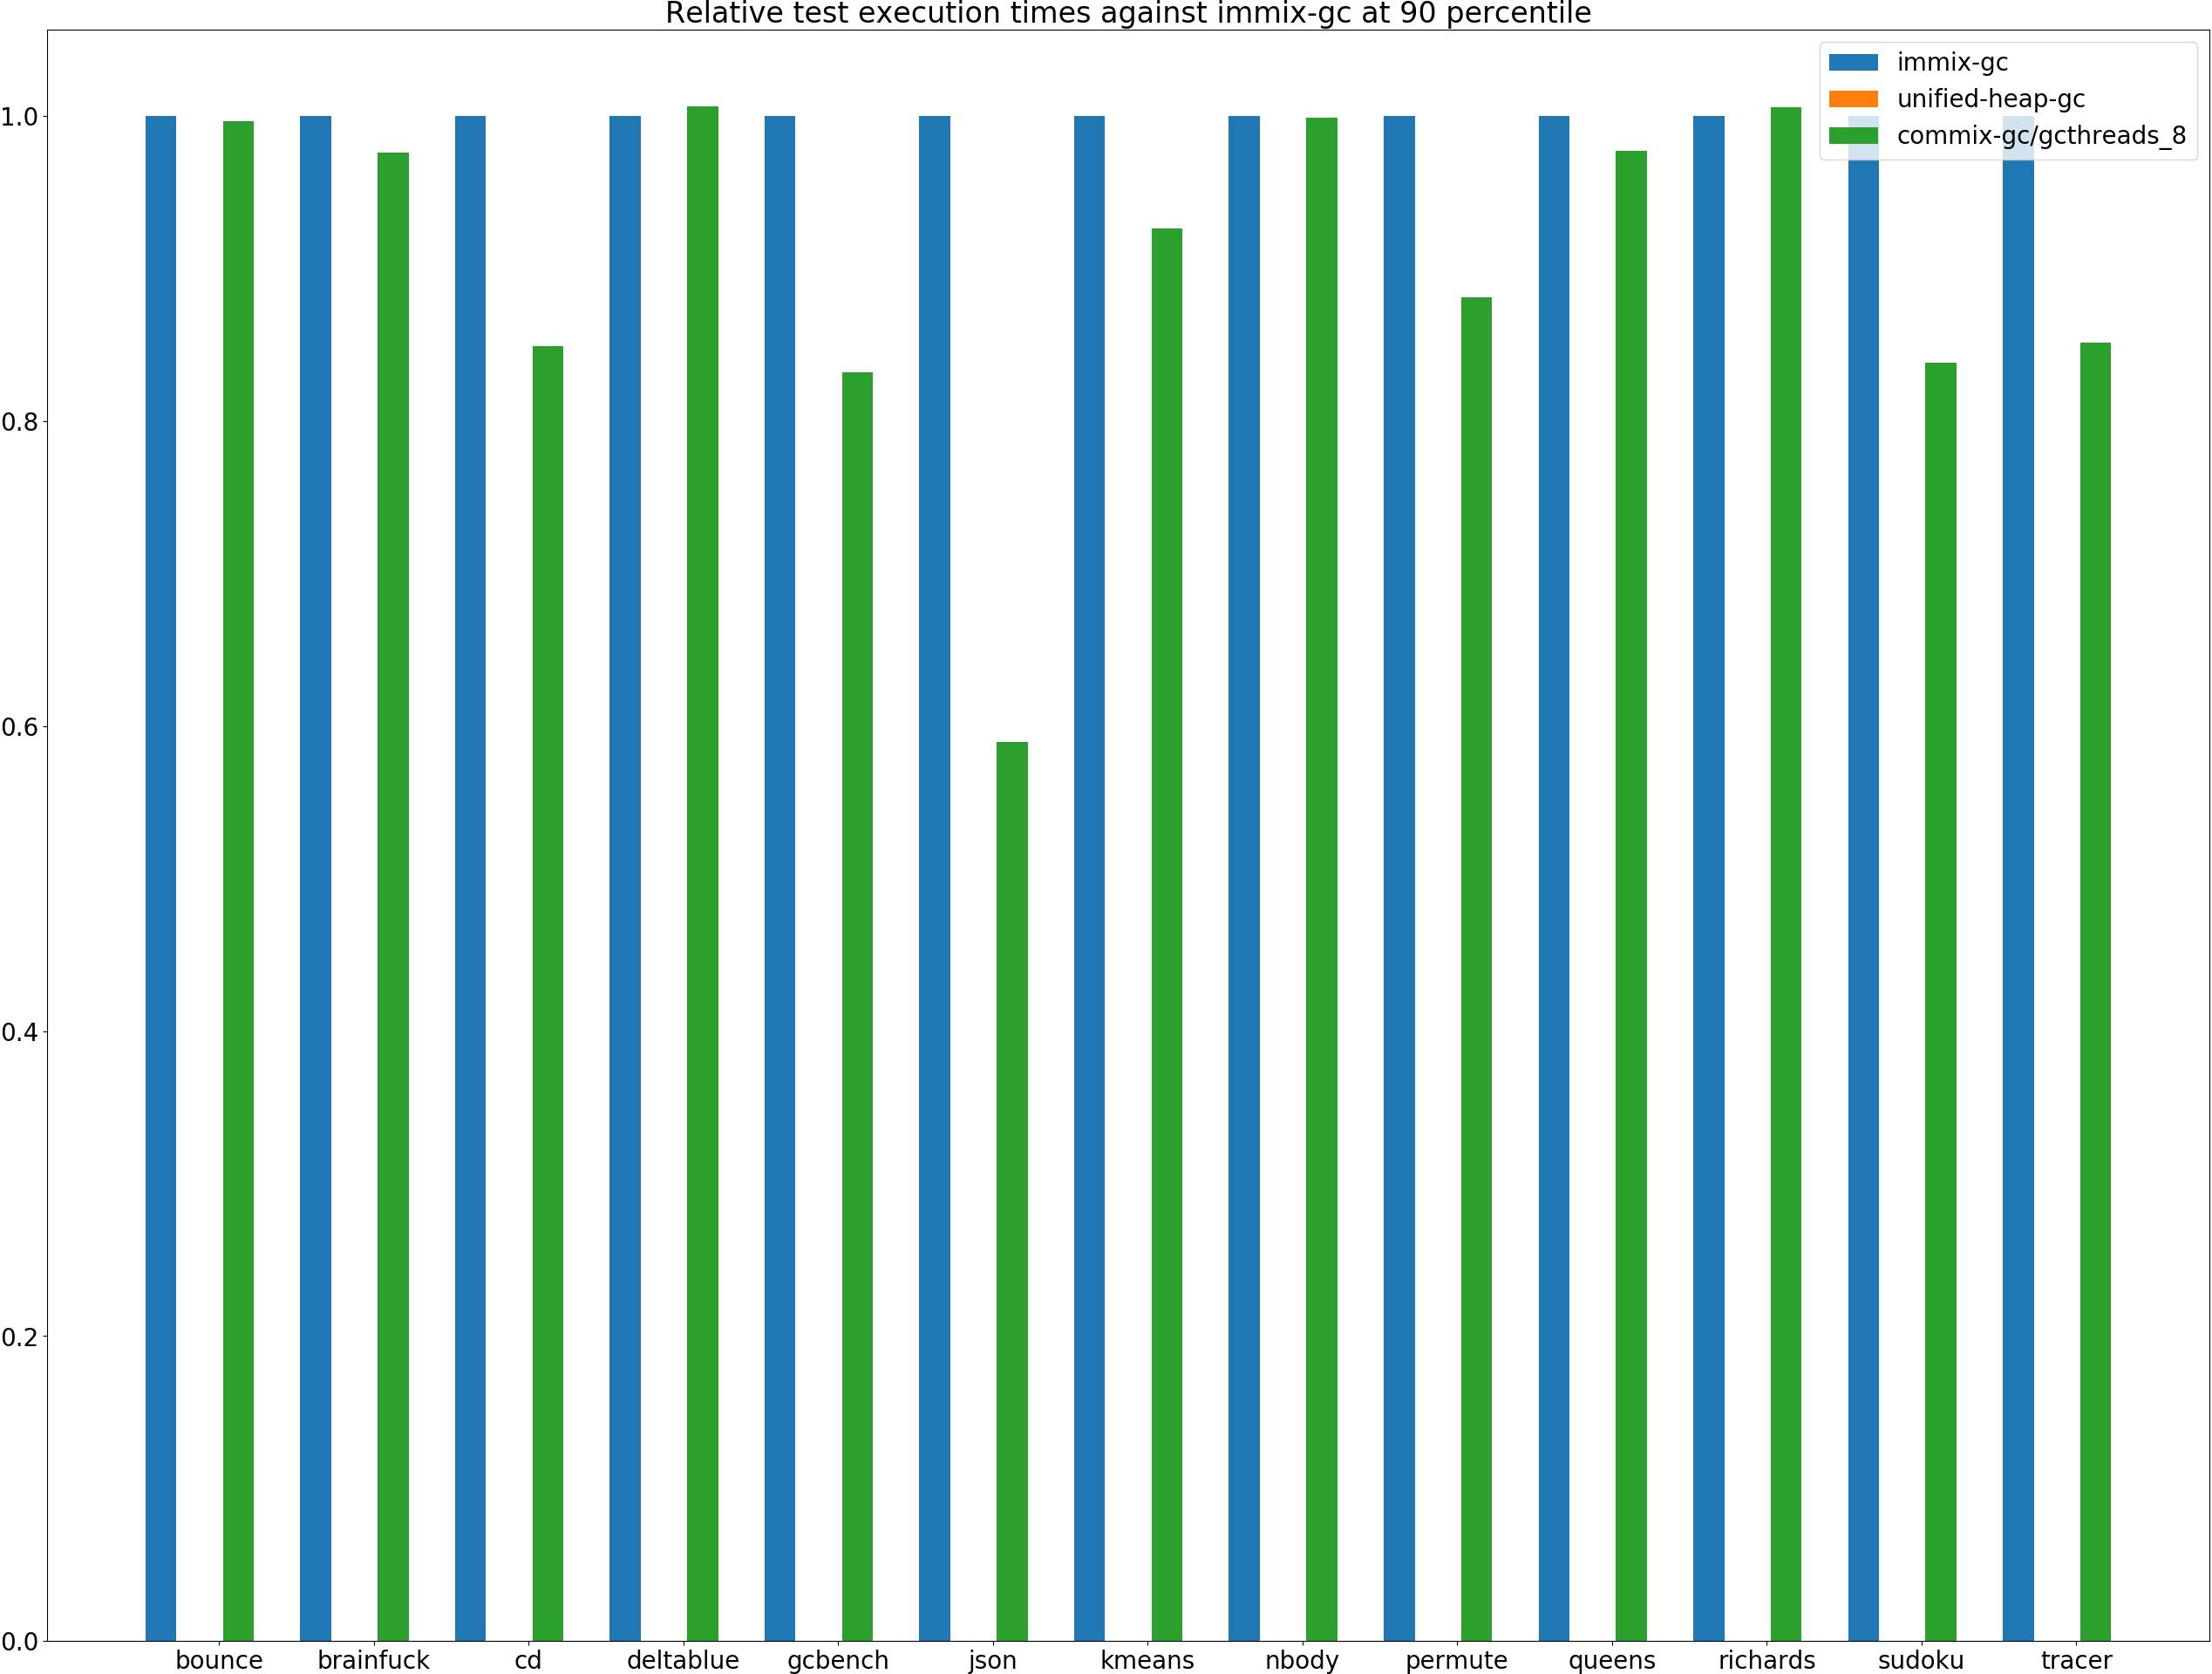 Relative test execution times against immix-gc at 90 percentile
immix-gc
unified-heap-gc
commix-gc/gcthreads_8
1.0
0.8
0.6
0.4
0.2
0.0
bounce brainfuck cd deltablue gcbench json kmeans nbody permute queens richards sudoku tracer